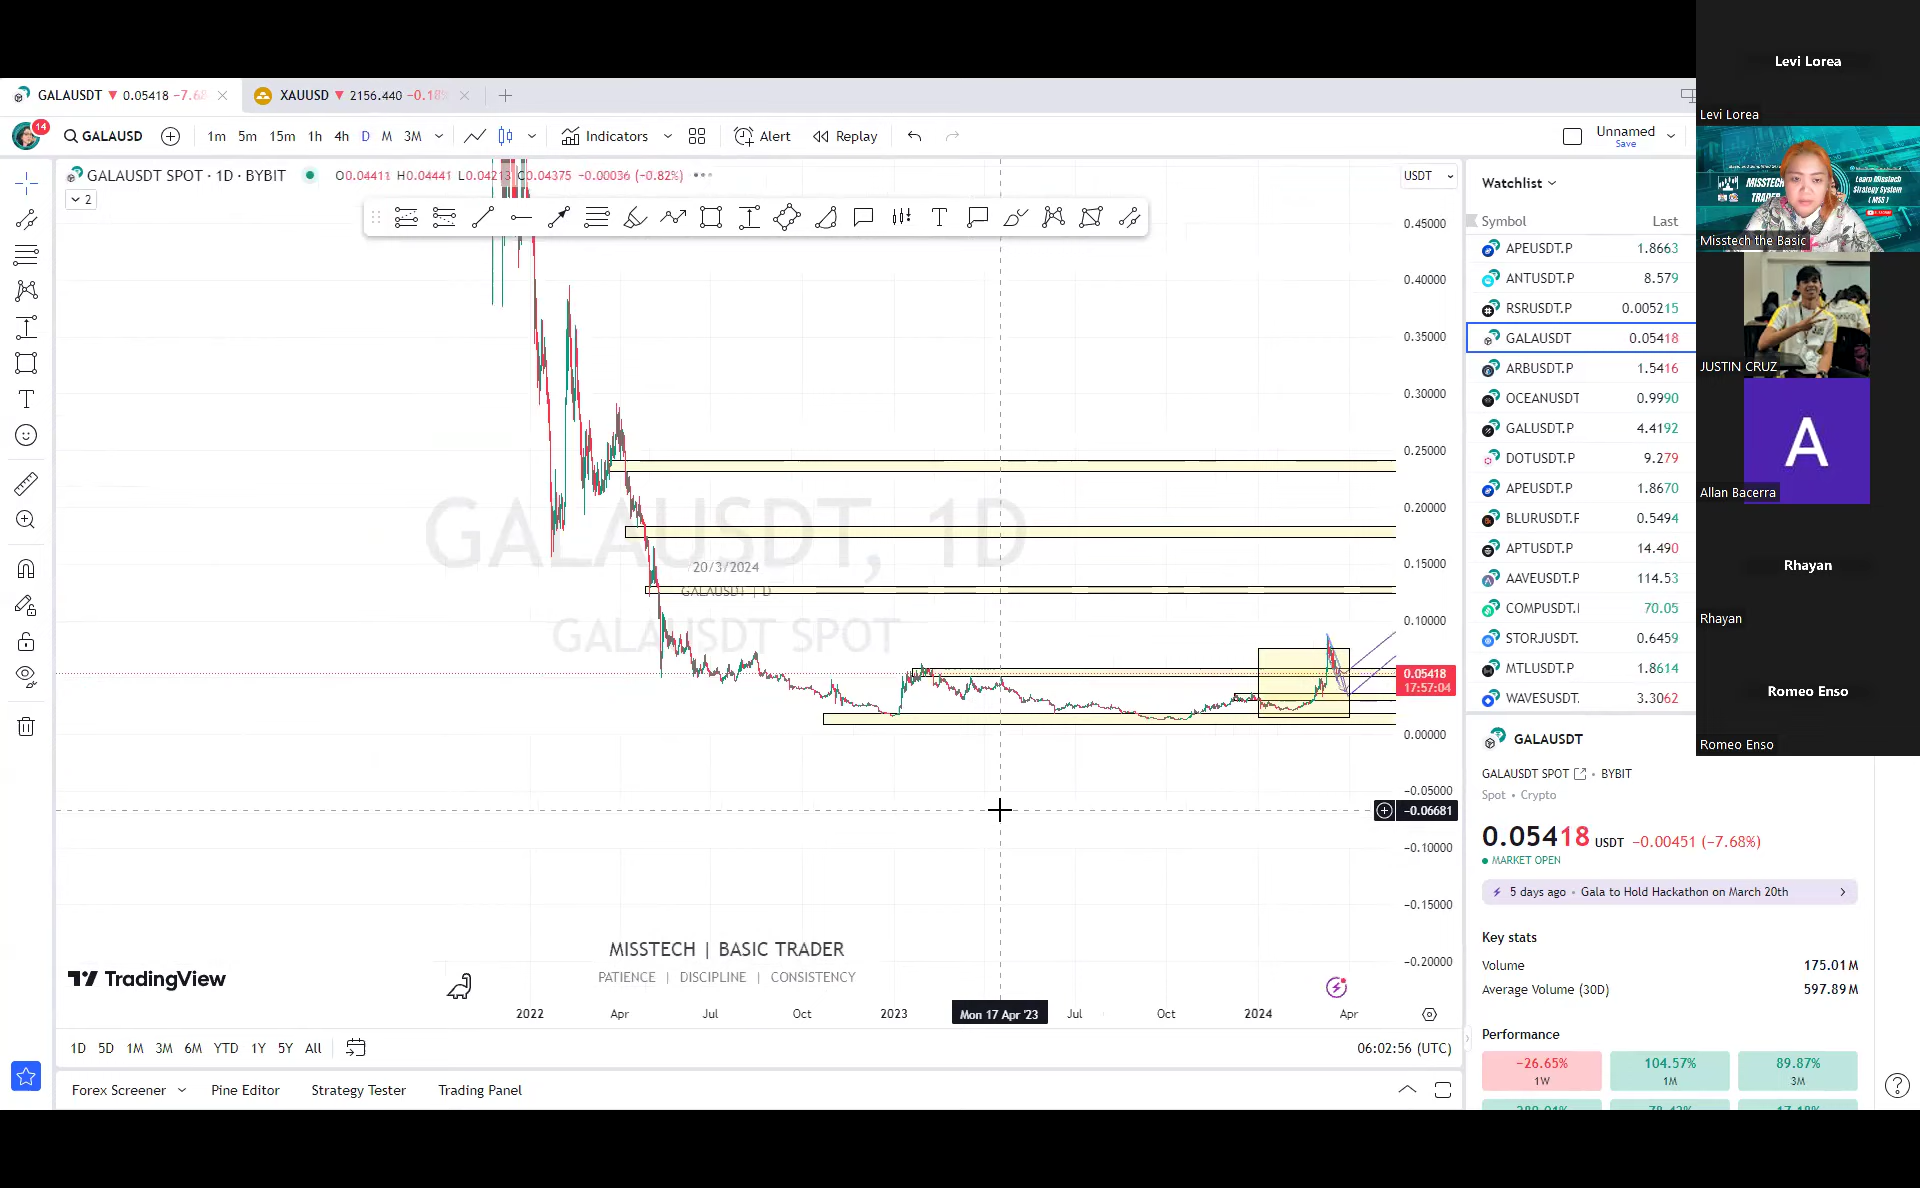 GALAUSDT 0.05418 −7.68
XAUUSD 2156.440 −0.18%
14 GALAUSD 1m 5m 15m 1h 4h D M 3M Indicators Alert Replay Unnamed
Save
GALAUSDT SPOT · 1D · BYBIT O0.04411 H0.04441 L0.04213 C0.04375 −0.00036 (−0.82%)
2
USDT
0.45000
0.40000
0.35000
0.30000
0.25000
0.20000
0.15000
0.10000
0.05418
17:57:04
0.00000
−0.05000
−0.06681
−0.10000
−0.15000
−0.20000
GALAUSDT, 1D
20/3/2024
GALAUSDT | D
GALAUSDT SPOT
MISSTECH | BASIC TRADER
PATIENCE | DISCIPLINE | CONSISTENCY
TradingView
2022 Apr Jul Oct 2023 Mon 17 Apr '23 Jul Oct 2024 Apr
1D 5D 1M 3M 6M YTD 1Y 5Y All
06:02:56 (UTC)
Forex Screener Pine Editor Strategy Tester Trading Panel
Watchlist
Symbol Last
APEUSDT.P 1.8663
ANTUSDT.P 8.579
RSRUSDT.P 0.005215
GALAUSDT 0.05418
ARBUSDT.P 1.5416
OCEANUSDT 0.9990
GALUSDT.P 4.4192
DOTUSDT.P 9.279
APEUSDT.P 1.8670
BLURUSDT.F 0.5494
APTUSDT.P 14.490
AAVEUSDT.P 114.53
COMPUSDT. 70.05
STORJUSDT. 0.6459
MTLUSDT.P 1.8614
WAVESUSDT. 3.3062
GALAUSDT
GALAUSDT SPOT • BYBIT
Spot • Crypto
0.05418 USDT −0.00451 (−7.68%)
MARKET OPEN
5 days ago • Gala to Hold Hackathon on March 20th
Key stats
Volume 175.01M
Average Volume (30D) 597.89M
Performance
−26.65% 104.57% 89.87%
1W 1M 3M
Levi Lorea
Levi Lorea
MISSTECH
TRADER
Learn Misstech
Strategy System
( MSS )
Misstech the Basic
JUSTIN CRUZ
A
Allan Bacerra
Rhayan
Rhayan
Romeo Enso
Romeo Enso